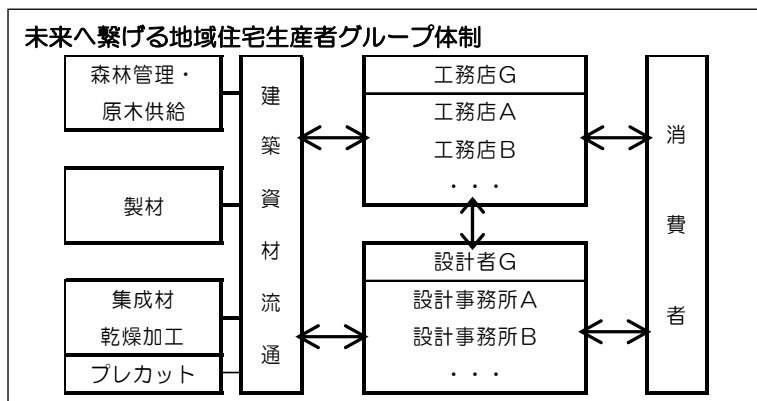 未来へ繋げる地域住宅生産者グループ体制
森林管理・
原木供給
製材
集成材
乾燥加工
プレカット
建築資材流通
工務店G
工務店A
工務店B
・・・
設計者G
設計事務所A
設計事務所B
・・・
消費者